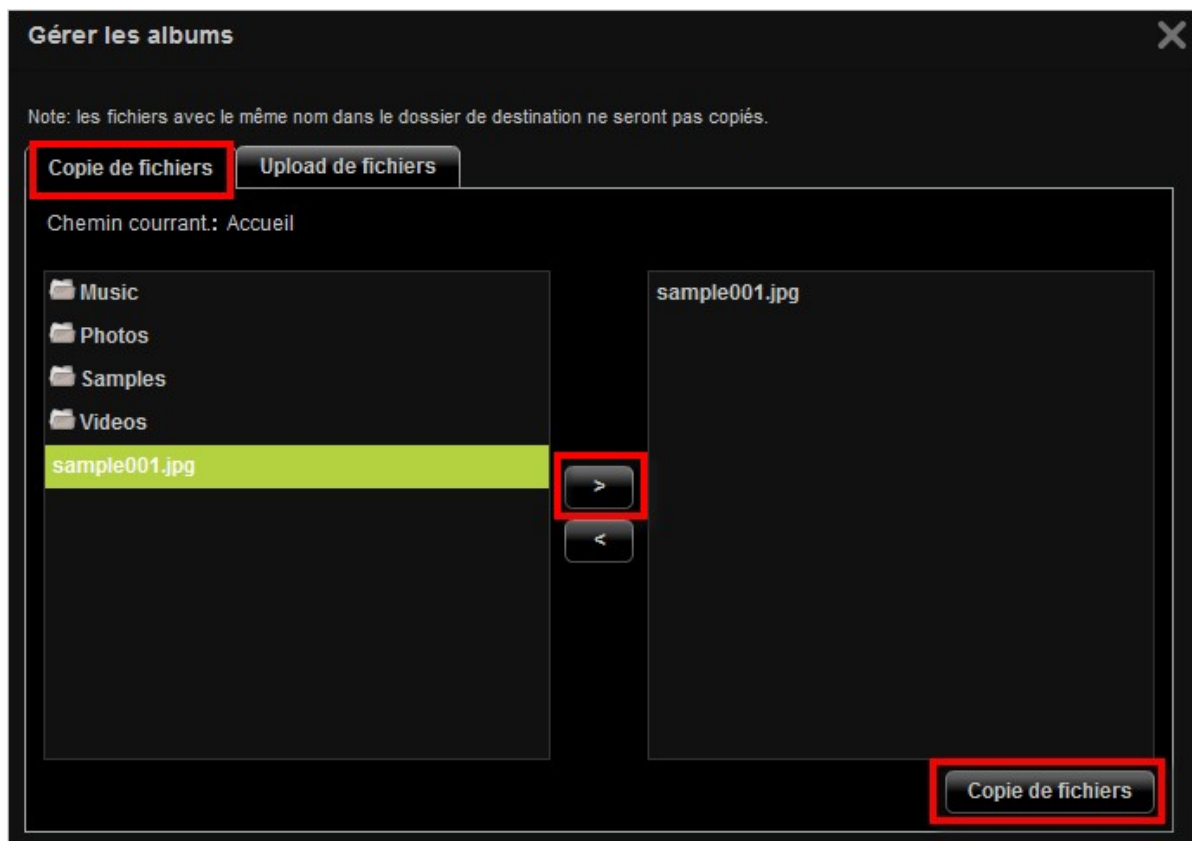 Gérer les albums
Note: les fichiers avec le même nom dans le dossier de destination ne seront pas copiés.
Copie de fichiers
Upload de fichiers
Chemin courrant.: Accueil
Music
Photos
Samples
Videos
sample001.jpg
>
<
sample001.jpg
Copie de fichiers